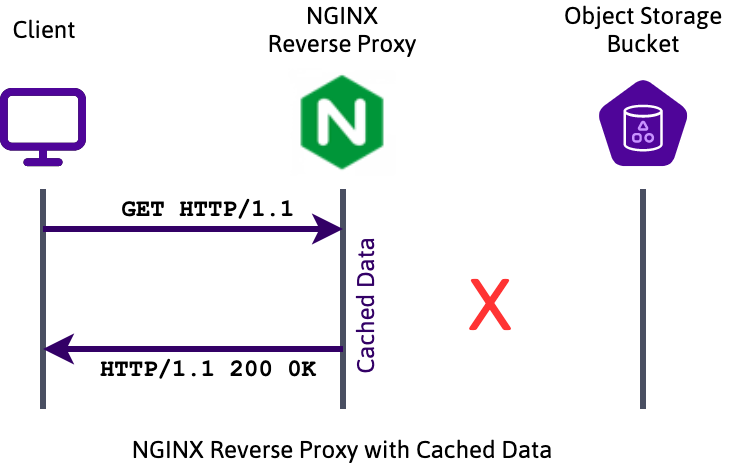 Client
NGINX
Reverse Proxy
Object Storage
Bucket
N
GET HTTP/1.1
Cached Data
X
HTTP/1.1 200 0K
NGINX Reverse Proxy with Cached Data